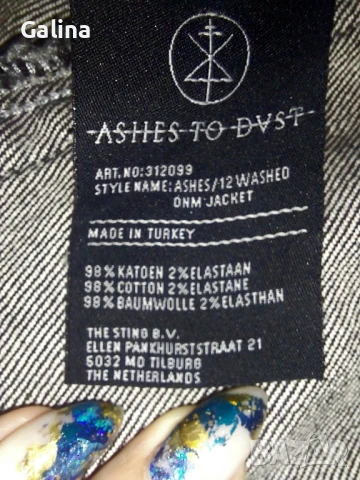 Galina
ASHES TO DVST
ART.NO:312099
STYLE NAME: ASHES/12 WASHED
DNM JACKET
MADE IN TURKEY
98% KATOEN 2% ELASTAAN
98% COTTON 2% ELASTANE
98% BAUMWOLLE 2% ELASTHAN
THE STING B.V.
ELLEN PANKHURSTSTRAAT 21
5032 MD TILBURG
THE NETHERLANDS